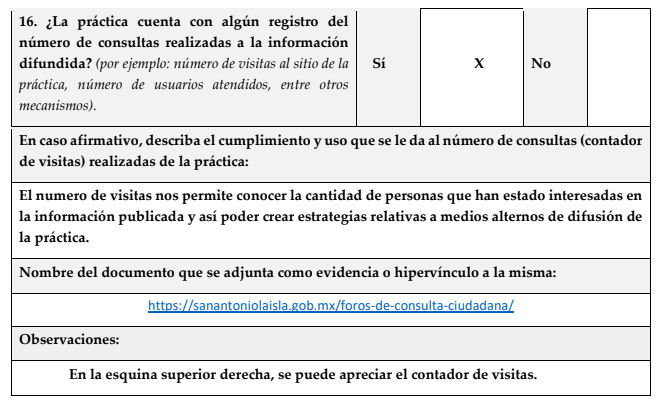 16. ¿La práctica cuenta con algún registro del
número de consultas realizadas a la información
difundida? (por ejemplo: número de visitas al sitio de la
práctica, número de usuarios atendidos, entre otros
mecanismos).
Sí
X
No
En caso afirmativo, describa el cumplimiento y uso que se le da al número de consultas (contador
de visitas) realizadas de la práctica:
El numero de visitas nos permite conocer la cantidad de personas que han estado interesadas en
la información publicada y así poder crear estrategias relativas a medios alternos de difusión de
la práctica.
Nombre del documento que se adjunta como evidencia o hipervínculo a la misma:
https://sanantoniolaisla.gob.mx/foros-de-consulta-ciudadana/
Observaciones:
En la esquina superior derecha, se puede apreciar el contador de visitas.